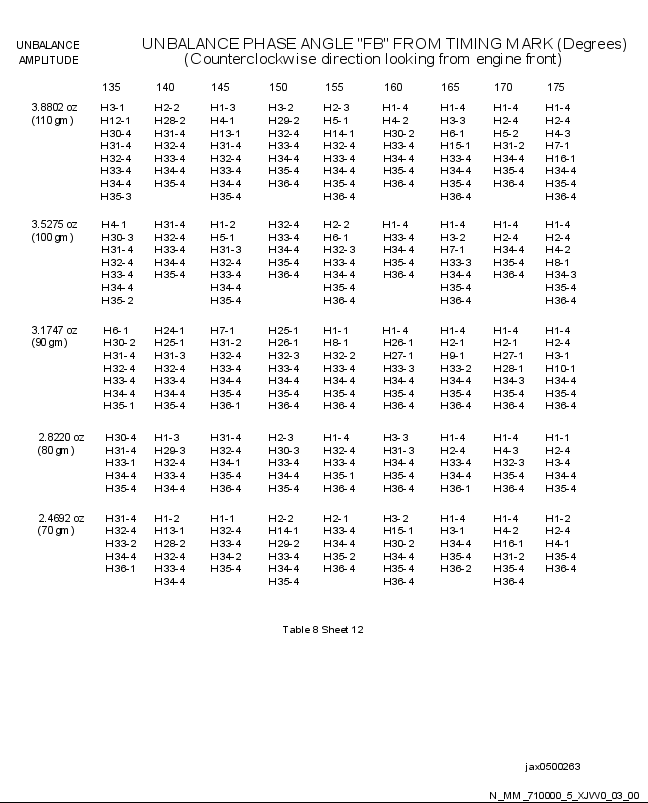 UNBALANCE UNBALANCE PHASE ANGLE "FB" FROM TIMING MARK (Degrees)
AMPLITUDE (Counterclockwise direction looking from engine front)
135 140 145 150 155 160 165 170 175
3.8802 oz H3-1 H2-2 H1-3 H3-2 H2-3 H1-4 H1-4 H1-4 H1-4
(110 gm) H12-1 H28-2 H4-1 H29-2 H5-1 H4-2 H3-3 H2-4 H2-4
H30-4 H31-4 H13-1 H32-4 H14-1 H30-2 H6-1 H5-2 H4-3
H31-4 H32-4 H31-4 H33-4 H32-4 H33-4 H15-1 H31-2 H7-1
H32-4 H33-4 H32-4 H34-4 H33-4 H34-4 H33-4 H34-4 H16-1
H33-4 H34-4 H33-4 H35-4 H34-4 H35-4 H34-4 H35-4 H34-4
H34-4 H35-4 H34-4 H36-4 H35-4 H36-4 H35-4 H36-4 H35-4
H35-3 H35-4 H36-4 H36-4 H36-4
3.5275 oz H4-1 H31-4 H1-2 H32-4 H2-2 H1-4 H1-4 H1-4 H1-4
(100 gm) H30-3 H32-4 H5-1 H33-4 H6-1 H33-4 H3-2 H2-4 H2-4
H31-4 H33-4 H31-3 H34-4 H32-3 H34-4 H7-1 H34-4 H4-2
H32-4 H34-4 H32-4 H35-4 H33-4 H35-4 H33-3 H35-4 H8-1
H33-4 H35-4 H33-4 H36-4 H34-4 H36-4 H34-4 H36-4 H34-3
H34-4 H34-4 H35-4 H35-4 H35-4
H35-2 H35-4 H36-4 H36-4 H36-4
3.1747 oz H6-1 H24-1 H7-1 H25-1 H1-1 H1-4 H1-4 H1-4 H1-4
(90 gm) H30-2 H25-1 H31-2 H26-1 H8-1 H26-1 H2-1 H2-1 H2-4
H31-4 H31-3 H32-4 H32-3 H32-2 H27-1 H9-1 H27-1 H3-1
H32-4 H32-4 H33-4 H33-4 H33-4 H33-3 H33-2 H28-1 H10-1
H33-4 H33-4 H34-4 H34-4 H34-4 H34-4 H34-4 H34-3 H34-4
H34-4 H34-4 H35-4 H35-4 H35-4 H35-4 H35-4 H35-4 H35-4
H35-1 H35-4 H36-1 H36-4 H36-4 H36-4 H36-4 H36-4 H36-4
2.8220 oz H30-4 H1-3 H31-4 H2-3 H1-4 H3-3 H1-4 H1-4 H1-1
(80 gm) H31-4 H29-3 H32-4 H30-3 H32-4 H31-3 H2-4 H4-3 H2-4
H33-1 H32-4 H34-1 H33-4 H33-4 H34-4 H33-4 H32-3 H3-4
H34-4 H33-4 H35-4 H34-4 H35-1 H35-4 H34-4 H35-4 H34-4
H35-4 H34-4 H36-4 H35-4 H36-4 H36-4 H36-1 H36-4 H35-4
2.4692 oz H31-4 H1-2 H1-1 H2-2 H2-1 H3-2 H1-4 H1-4 H1-2
(70 gm) H32-4 H13-1 H32-4 H14-1 H33-4 H15-1 H3-1 H4-2 H2-4
H33-2 H28-2 H33-4 H29-2 H34-4 H30-2 H34-4 H16-1 H4-1
H34-4 H32-4 H34-2 H33-4 H35-2 H34-4 H35-4 H31-2 H35-4
H36-1 H33-4 H35-4 H34-4 H36-4 H35-4 H36-2 H35-4 H36-4
H34-4 H35-4 H36-4 H36-4
Table 8 Sheet 12
jax0500263
N_MM_710000_5_XJW0_03_00